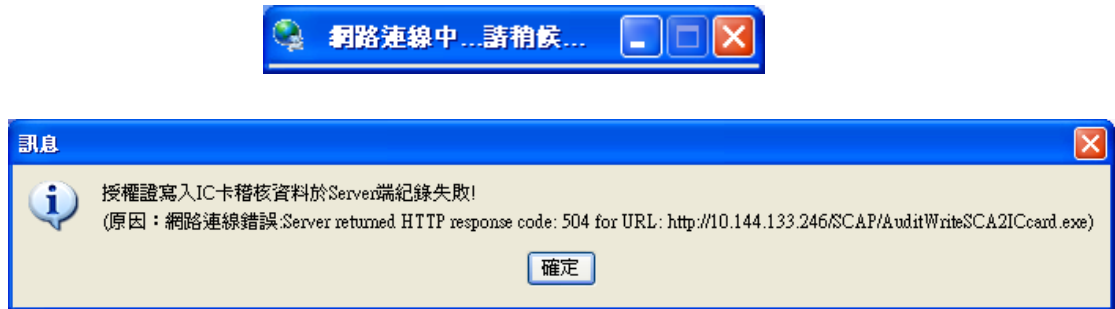 網路連線中...請稍候...
訊息
授權證寫入IC卡稽核資料於Server端紀錄失敗!
(原因：網路連線錯誤:Server returned HTTP response code: 504 for URL: http://10.144.133.246/SCAP/AuditWriteSCA2ICcard.exe)
確定